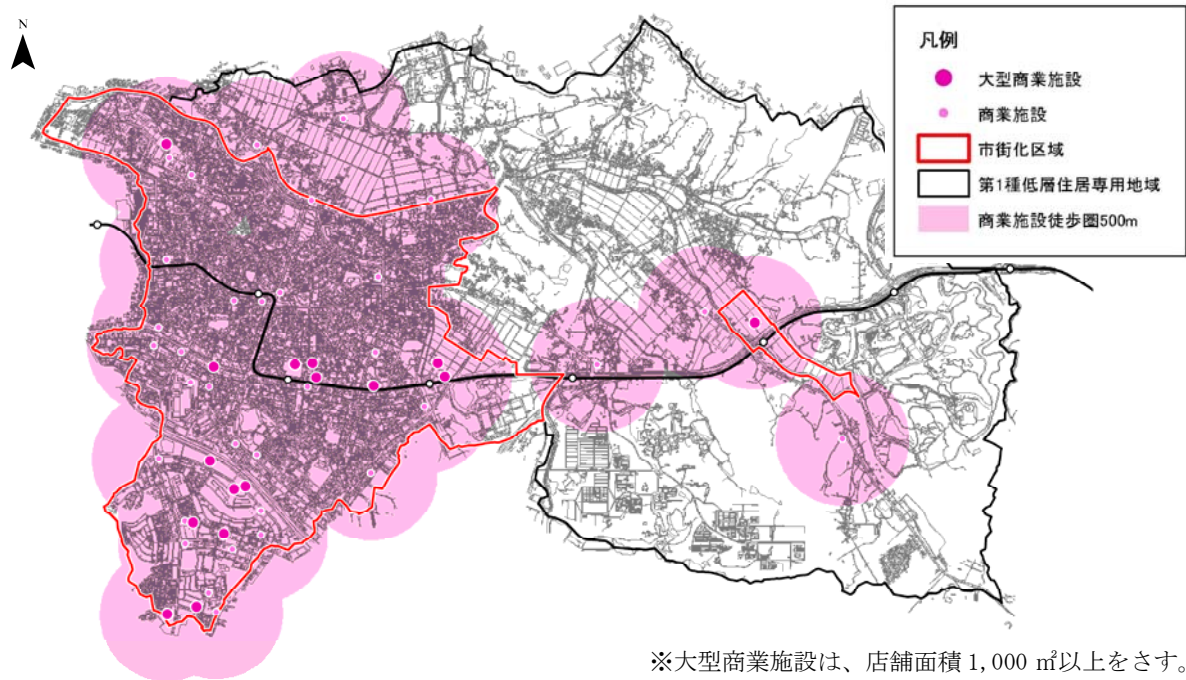 N
凡例
大型商業施設
商業施設
市街化区域
第1種低層住居専用地域
商業施設徒歩圏500m
※大型商業施設は、店舗面積 1,000 ㎡以上をさす。